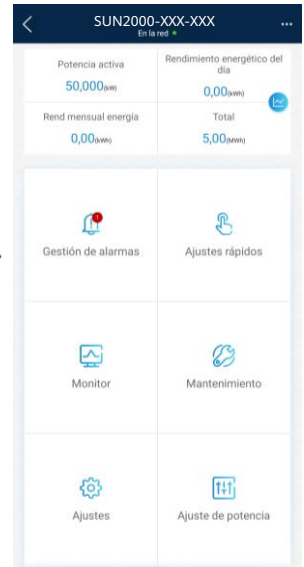 SUN2000-XXX-XXX
En la red
Potencia activa
50,000(kW)
Rendimiento energético del
día
0,00(kWh)
Rend mensual energía
0,00(kWh)
Total
5,00(MWh)
Gestión de alarmas
Ajustes rápidos
Monitor
Mantenimiento
Ajustes
Ajuste de potencia